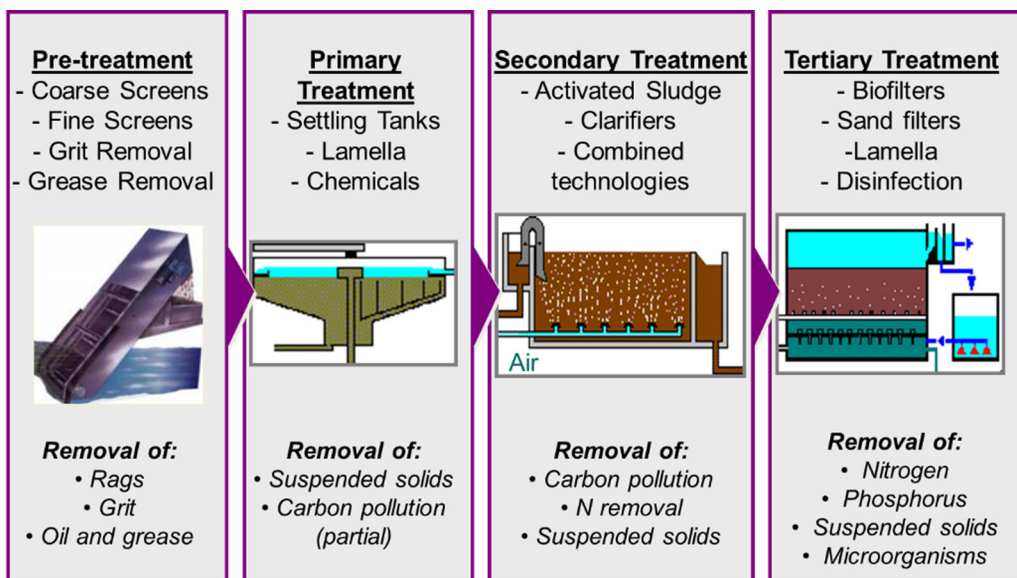 Pre-treatment
- Coarse Screens
- Fine Screens
- Grit Removal
- Grease Removal
Removal of:
• Rags
• Grit
• Oil and grease
Primary
Treatment
- Settling Tanks
- Lamella
- Chemicals
Removal of:
• Suspended solids
• Carbon pollution
(partial)
Secondary Treatment
- Activated Sludge
- Clarifiers
- Combined
technologies
Air
Removal of:
• Carbon pollution
• N removal
• Suspended solids
Tertiary Treatment
- Biofilters
- Sand filters
-Lamella
- Disinfection
Removal of:
• Nitrogen
• Phosphorus
• Suspended solids
• Microorganisms